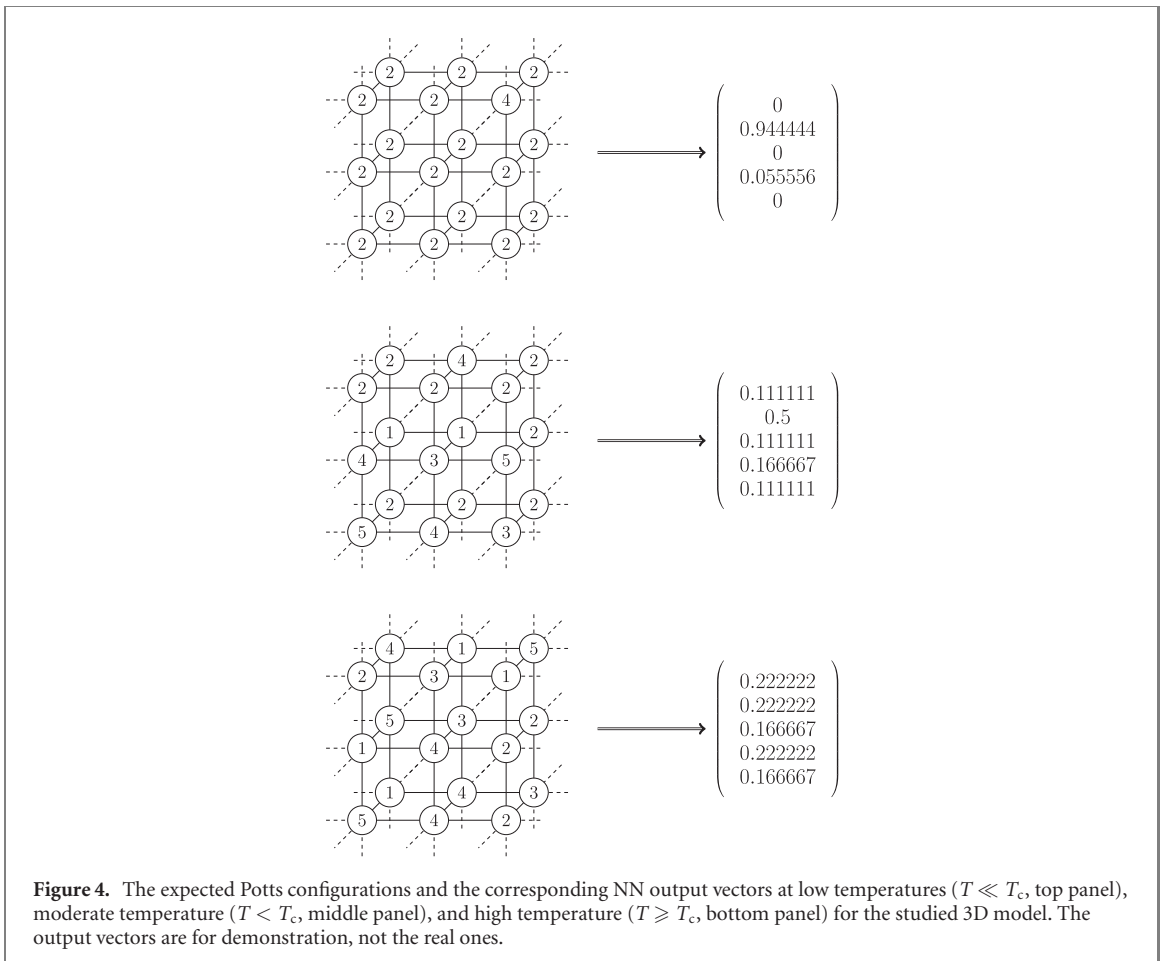 2 2 2
2 2 4
2 2 2
2 2 2
2 2 2
2 2 2
0
0.944444
0
0.055556
0
2 4 2
2 2 2
1 1 2
4 3 5
2 2 2
5 4 3
0.111111
0.5
0.111111
0.166667
0.111111
4 1 5
2 3 1
5 3 2
1 4 2
1 4 3
5 4 2
0.222222
0.222222
0.166667
0.222222
0.166667
Figure 4. The expected Potts configurations and the corresponding NN output vectors at low temperatures (T ≪ Tc, top panel),
moderate temperature (T < Tc, middle panel), and high temperature (T ⩾ Tc, bottom panel) for the studied 3D model. The
output vectors are for demonstration, not the real ones.